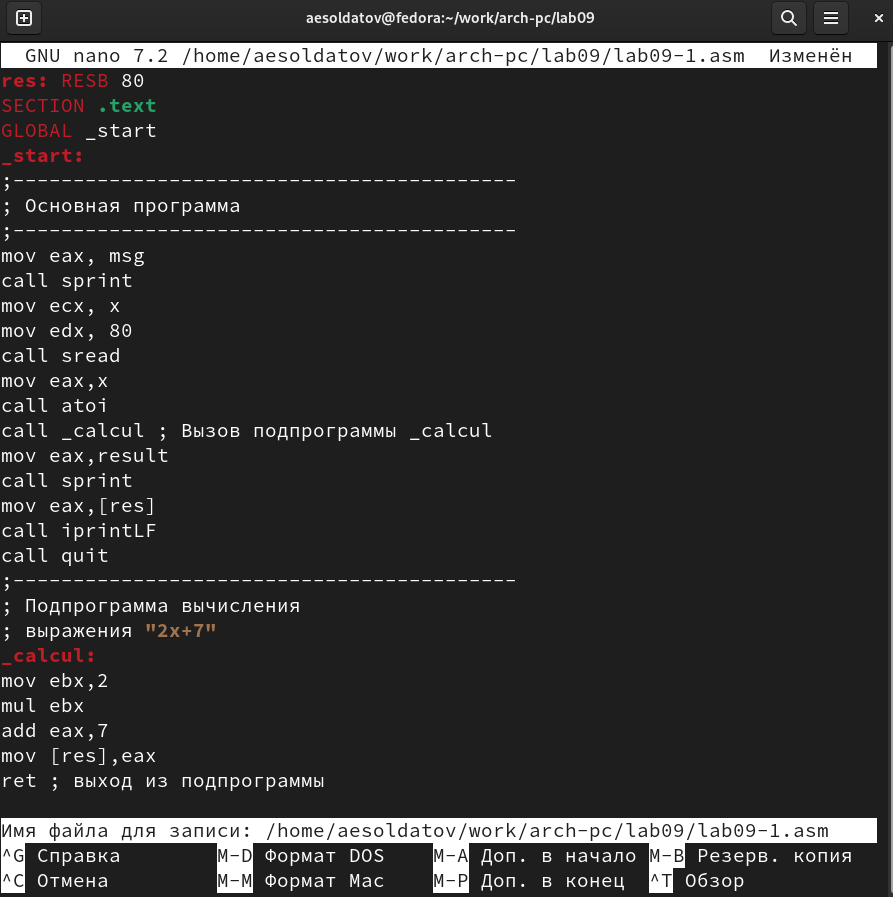 aesoldatov@fedora:~/work/arch-pc/lab09
GNU nano 7.2 /home/aesoldatov/work/arch-pc/lab09/lab09-1.asm Изменён
res: RESB 80
SECTION .text
GLOBAL _start
_start:
;------------------------------------------
; Основная программа
;------------------------------------------
mov eax, msg
call sprint
mov ecx, x
mov edx, 80
call sread
mov eax,x
call atoi
call _calcul ; Вызов подпрограммы _calcul
mov eax,result
call sprint
mov eax,[res]
call iprintLF
call quit
;------------------------------------------
; Подпрограмма вычисления
; выражения "2x+7"
_calcul:
mov ebx,2
mul ebx
add eax,7
mov [res],eax
ret ; выход из подпрограммы
Имя файла для записи: /home/aesoldatov/work/arch-pc/lab09/lab09-1.asm
^G Справка M-D Формат DOS M-A Доп. в начало M-B Резерв. копия
^C Отмена M-M Формат Mac M-P Доп. в конец ^T Обзор